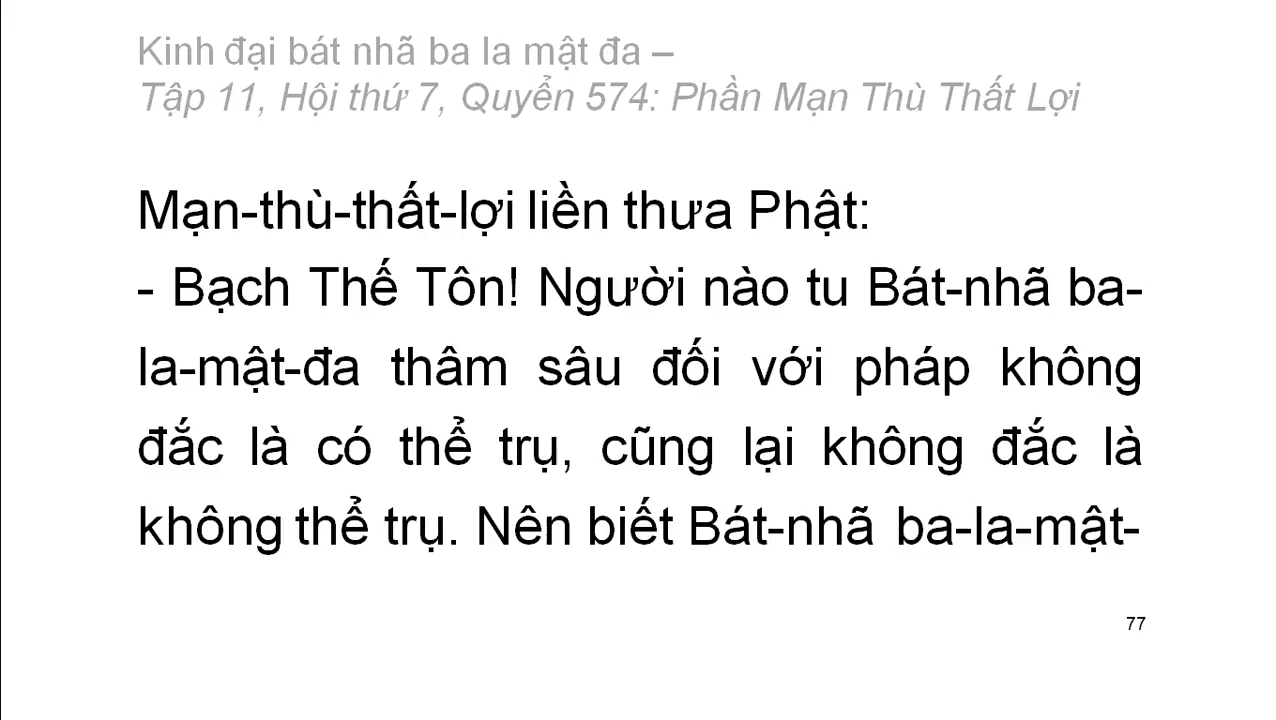 Kinh đại bát nhã ba la mật đa –
Tập 11, Hội thứ 7, Quyển 574: Phần Mạn Thù Thất Lợi
Mạn-thù-thất-lợi liền thưa Phật:
- Bạch Thế Tôn! Người nào tu Bát-nhã ba-
la-mật-đa thâm sâu đối với pháp không
đắc là có thể trụ, cũng lại không đắc là
không thể trụ. Nên biết Bát-nhã ba-la-mật-
77